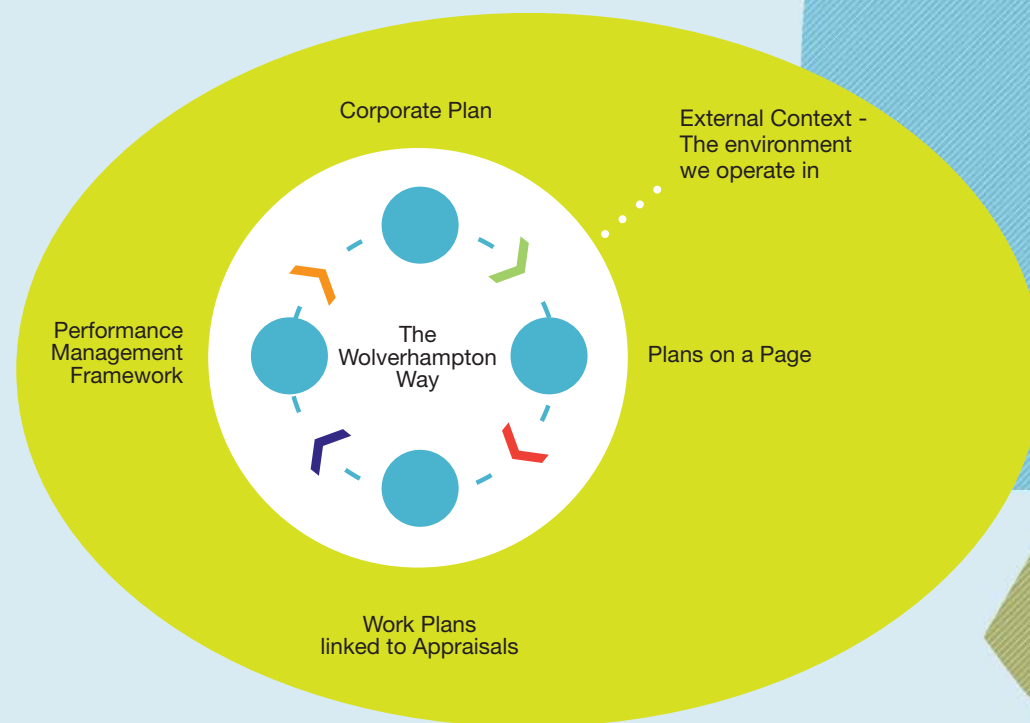 Corporate Plan
External Context -
The environment
we operate in
Performance
Management
Framework
The
Wolverhampton
Way
Plans on a Page
Work Plans
linked to Appraisals